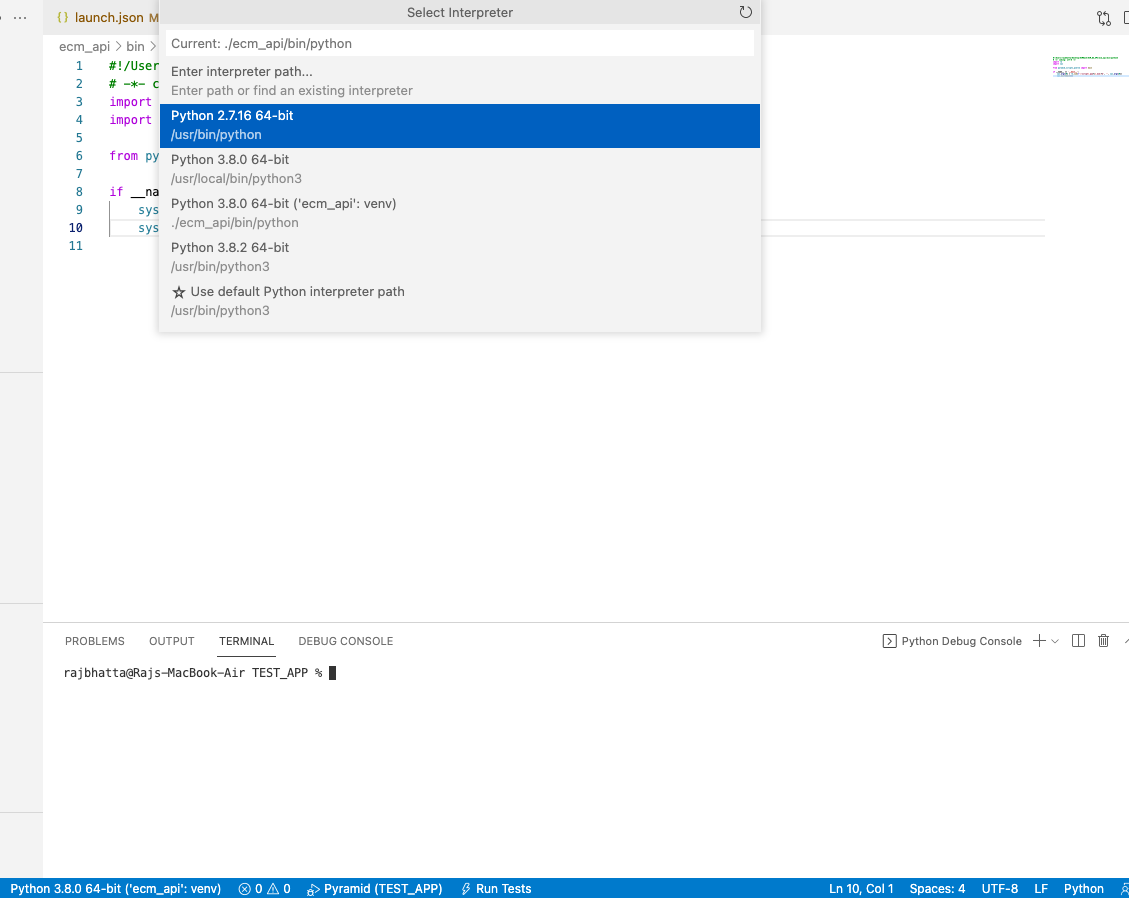 Select Interpreter
{} launch.json M
Current: ./ecm_api/bin/python
ecm_api > bin >
Enter interpreter path...
Enter path or find an existing interpreter
Python 2.7.16 64-bit
/usr/bin/python
Python 3.8.0 64-bit
/usr/local/bin/python3
Python 3.8.0 64-bit ('ecm_api': venv)
./ecm_api/bin/python
Python 3.8.2 64-bit
/usr/bin/python3
☆ Use default Python interpreter path
/usr/bin/python3
1 #!/User
2 # -*- c
3 import
4 import
5
6 from py
7
8 if __na
9 sys
10 sys
11
PROBLEMS OUTPUT TERMINAL DEBUG CONSOLE Python Debug Console
rajbhatta@Rajs-MacBook-Air TEST_APP %
Python 3.8.0 64-bit ('ecm_api': venv) 0 0 Pyramid (TEST_APP) Run Tests Ln 10, Col 1 Spaces: 4 UTF-8 LF Python